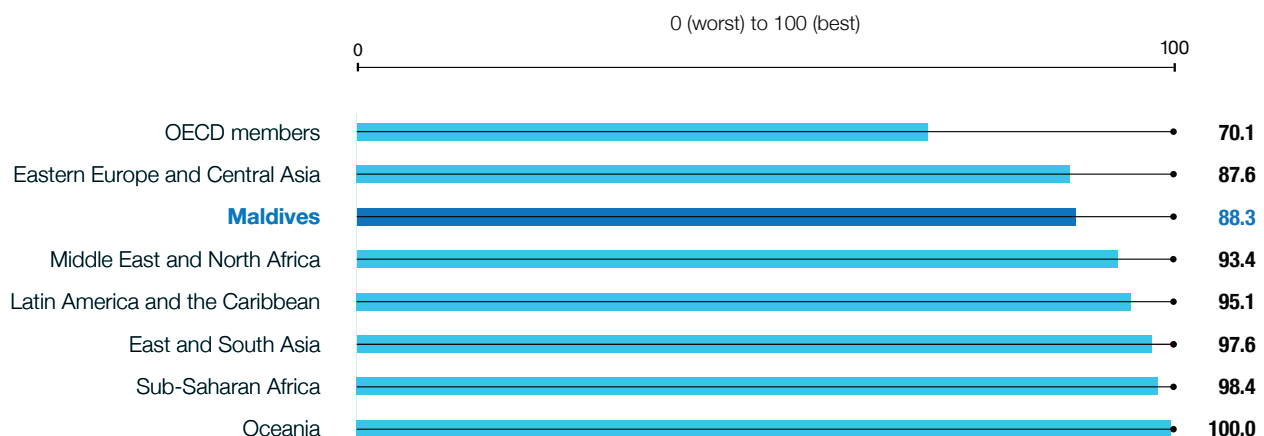 0 (worst) to 100 (best)
0 100
OECD members 70.1
Eastern Europe and Central Asia 87.6
Maldives 88.3
Middle East and North Africa 93.4
Latin America and the Caribbean 95.1
East and South Asia 97.6
Sub-Saharan Africa 98.4
Oceania 100.0